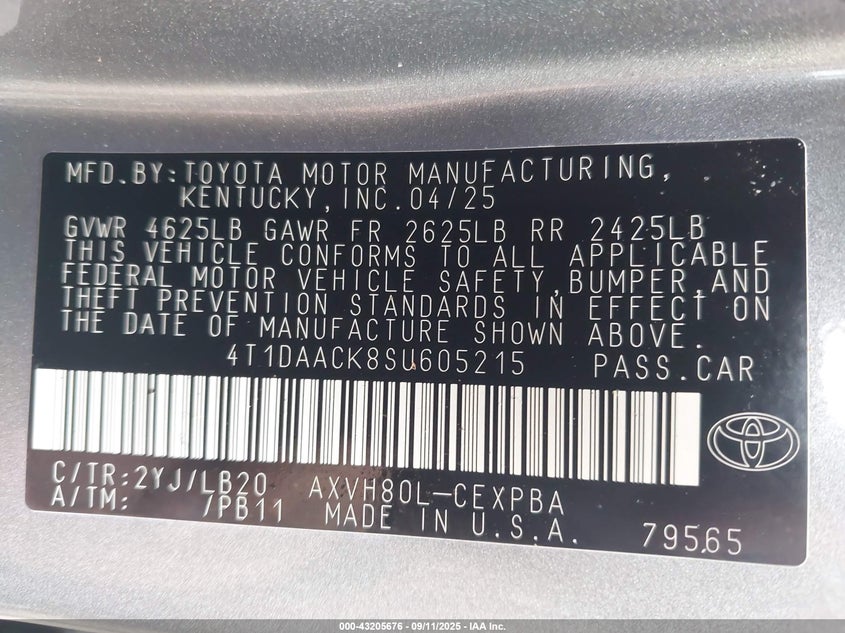 MFD.BY:TOYOTA MOTOR MANUFACTURING,
KENTUCKY,INC.04/25
GVWR 4625LB GAWR FR 2625LB RR 2425LB
THIS VEHICLE CONFORMS TO ALL APPLICABLE
FEDERAL MOTOR VEHICLE SAFETY,BUMPER,AND
THEFT PREVENTION STANDARDS IN EFFECT ON
THE DATE OF MANUFACTURE SHOWN ABOVE.
4T1DAACK8SU605215 PASS.CAR
C/TR:2YJ/LB20 AXVH80L-CEXPBA
A/TM: /PB11 MADE IN U.S.A. 79565
000-43205676 - 09/11/2025 - IAA Inc.